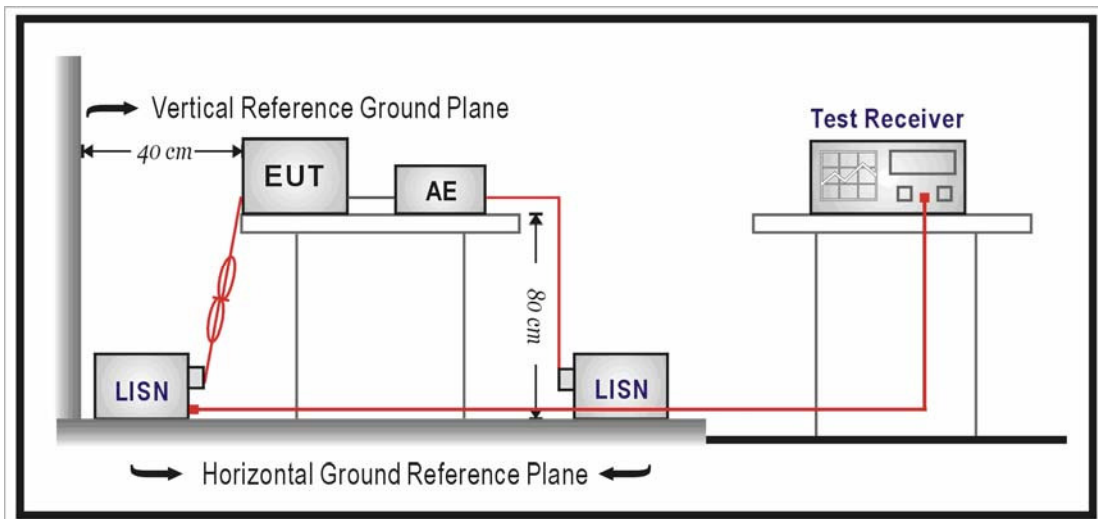 Vertical Reference Ground Plane
40 cm
EUT
AE
Test Receiver
80 cm
LISN
LISN
Horizontal Ground Reference Plane